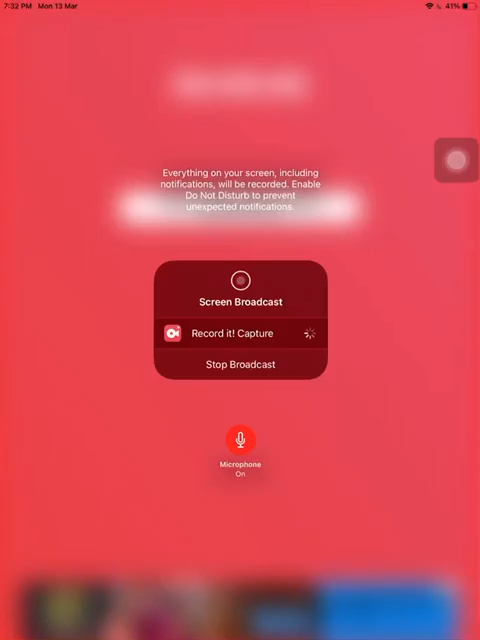 7:32 PM Mon 13 Mar 41%
Everything on your screen, including
notifications, will be recorded. Enable
Do Not Disturb to prevent
unexpected notifications.
Screen Broadcast
Record it! Capture
Stop Broadcast
Microphone
On